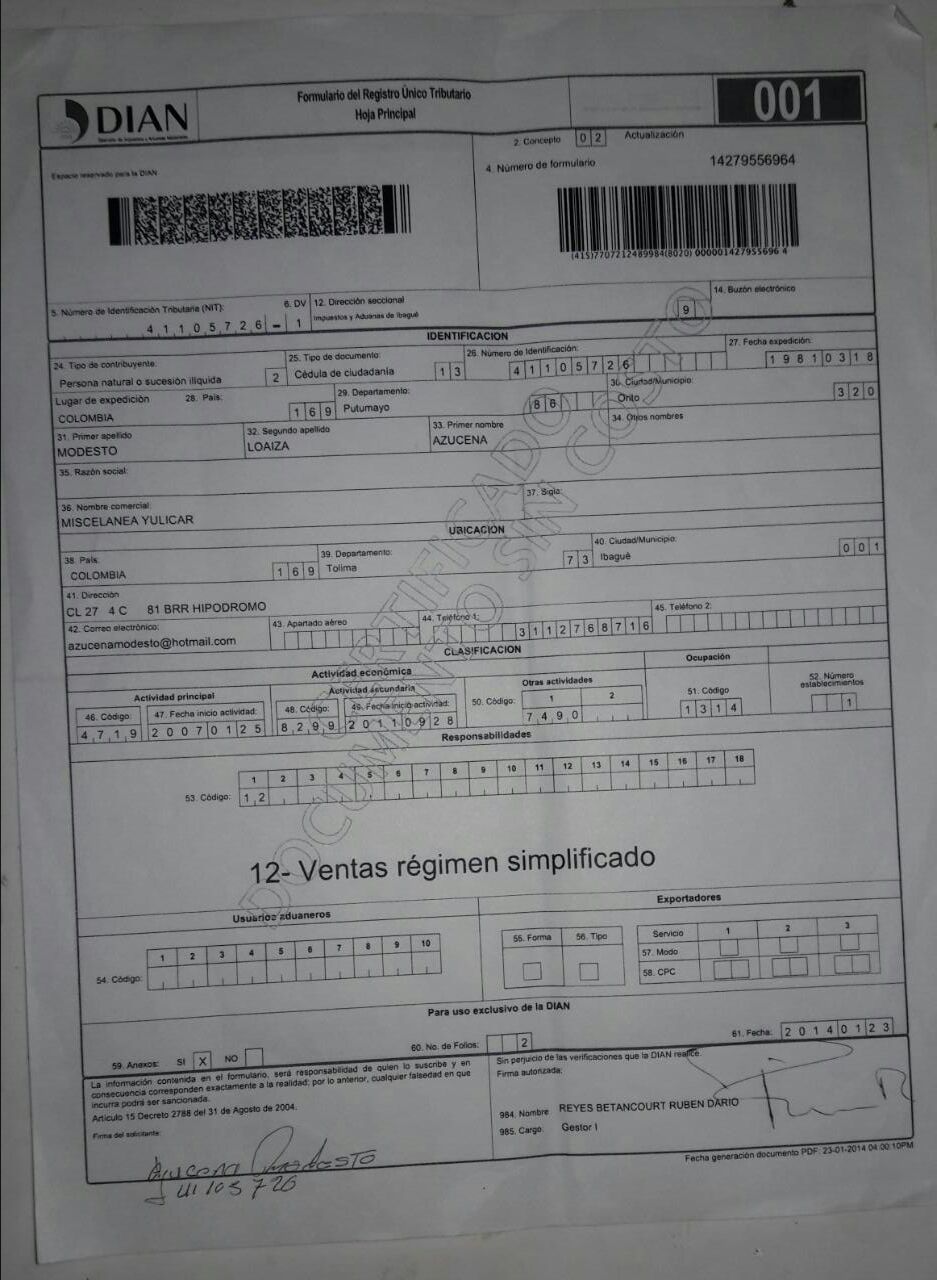 DIAN
Formulario del Registro Único Tributario
Hoja Principal
001
2. Concepto 0 2 Actualización
Espacio reservado para la DIAN
4. Número de formulario 14279556964
(415)7707212489984(8020) 000001427955696 4
5. Número de Identificación Tributaria (NIT): 6. DV 12. Dirección seccional 14. Buzón electrónico
4 1 1 0 5 7 2 6 - 1 Impuestos y Aduanas de Ibagué 9
IDENTIFICACION
24. Tipo de contribuyente: 25. Tipo de documento: 26. Número de Identificación: 27. Fecha expedición:
Persona natural o sucesión ilíquida 2 Cédula de ciudadanía 1 3 4 1 1 0 5 7 2 6 1 9 8 1 0 3 1 8
Lugar de expedición 28. País: 29. Departamento: 30. Ciudad/Municipio:
COLOMBIA 1 6 9 Putumayo 8 6 Orito 3 2 0
31. Primer apellido 32. Segundo apellido 33. Primer nombre 34. Otros nombres
MODESTO LOAIZA AZUCENA
35. Razón social:
36. Nombre comercial: 37. Sigla:
MISCELANEA YULICAR
UBICACION
38. País: 39. Departamento: 40. Ciudad/Municipio:
COLOMBIA 1 6 9 Tolima 7 3 Ibagué 0 0 1
41. Dirección
CL 27 4 C 81 BRR HIPODROMO
42. Correo electrónico: 43. Apartado aéreo 44. Teléfono 1: 45. Teléfono 2:
azucenamodesto@hotmail.com 3 1 1 2 7 6 8 7 1 6
CLASIFICACION
Actividad económica Ocupación
Actividad principal Actividad secundaria Otras actividades 52. Número establecimientos
46. Código: 47. Fecha inicio actividad: 48. Código: 49. Fecha inicio actividad: 50. Código: 1 2 51. Código
4 7 1 9 2 0 0 7 0 1 2 5 8 2 9 9 2 0 1 1 0 9 2 8 7 4 9 0 1 3 1 4 1
Responsabilidades
1 2 3 4 5 6 7 8 9 10 11 12 13 14 15 16 17 18
53. Código: 1 2
12- Ventas régimen simplificado
CERTIFICADO
DOCUMENTO SIN COSTO
Usuarios aduaneros Exportadores
1 2 3 4 5 6 7 8 9 10 55. Forma 56. Tipo Servicio 1 2 3
54. Código: 57. Modo
58. CPC
Para uso exclusivo de la DIAN
59. Anexos: SI X NO 60. No. de Folios: 2 61. Fecha: 2 0 1 4 0 1 2 3
La información contenida en el formulario, será responsabilidad de quien lo suscribe y en
consecuencia corresponden exactamente a la realidad; por lo anterior, cualquier falsedad en que
incurra podrá ser sancionada.
Artículo 15 Decreto 2788 del 31 de Agosto de 2004.
Firma del solicitante:
Azucena Modesto
41105726
Sin perjuicio de las verificaciones que la DIAN realice.
Firma autorizada:
984. Nombre REYES BETANCOURT RUBEN DARIO
985. Cargo: Gestor I
Fecha generación documento PDF: 23-01-2014 04:00:10PM